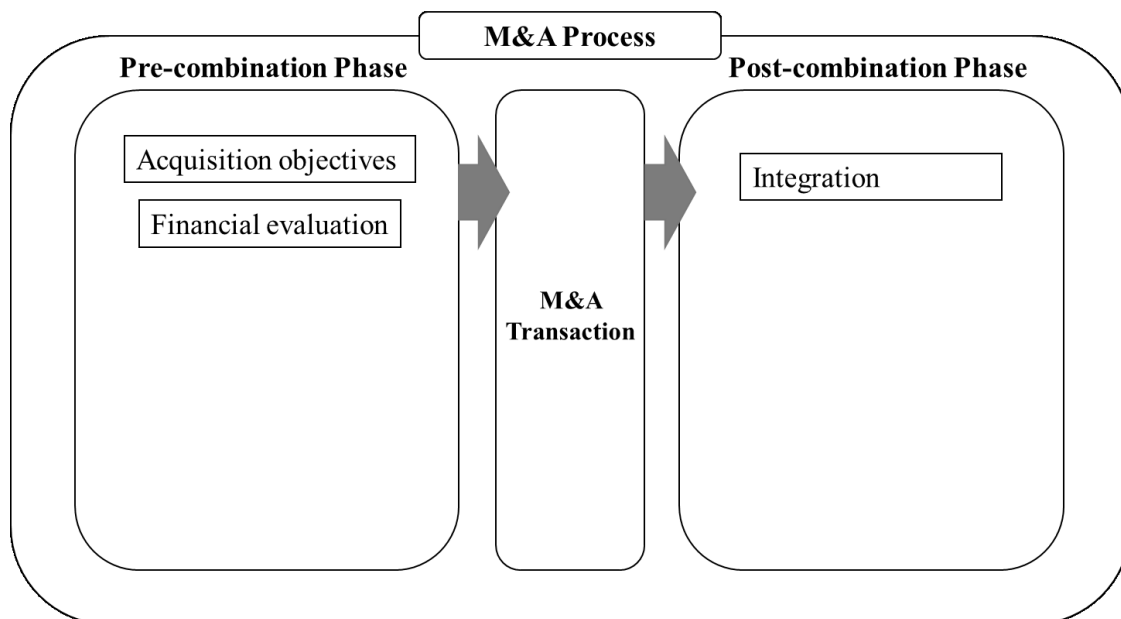 M&A Process
Pre-combination Phase
Post-combination Phase
Acquisition objectives
Financial evaluation
M&A
Transaction
Integration